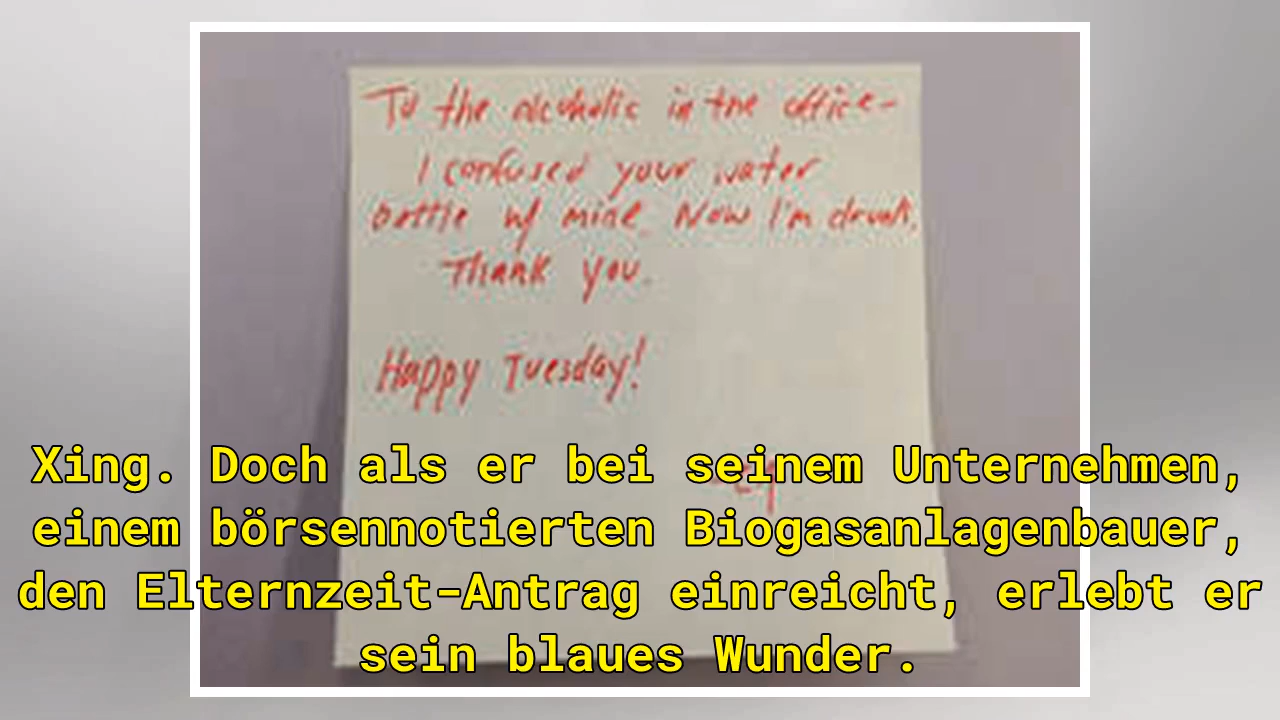 To the alcoholic in the office-
I confused your water
bottle w/ mine. Now I'm drunk.
Thank you.
Happy Tuesday!
Xing. Doch als er bei seinem Unternehmen,
einem börsennotierten Biogasanlagenbauer,
den Elternzeit-Antrag einreicht, erlebt er
sein blaues Wunder.